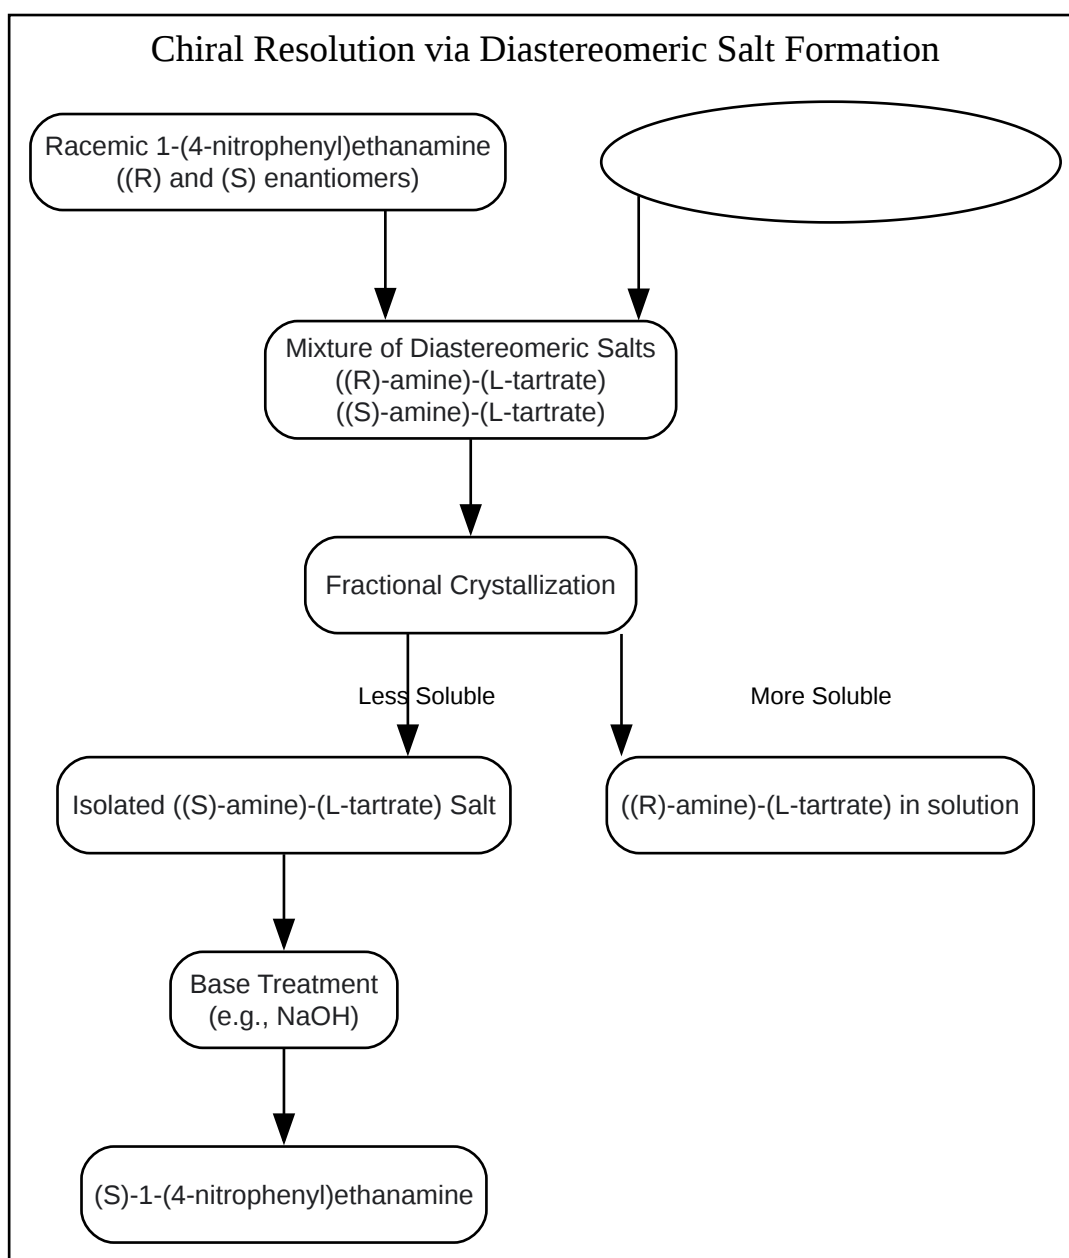 Chiral Resolution via Diastereomeric Salt Formation
Racemic 1-(4-nitrophenyl)ethanamine
((R) and (S) enantiomers)
Mixture of Diastereomeric Salts
((R)-amine)-(L-tartrate)
((S)-amine)-(L-tartrate)
Fractional Crystallization
Less Soluble
More Soluble
Isolated ((S)-amine)-(L-tartrate) Salt
((R)-amine)-(L-tartrate) in solution
Base Treatment
(e.g., NaOH)
(S)-1-(4-nitrophenyl)ethanamine